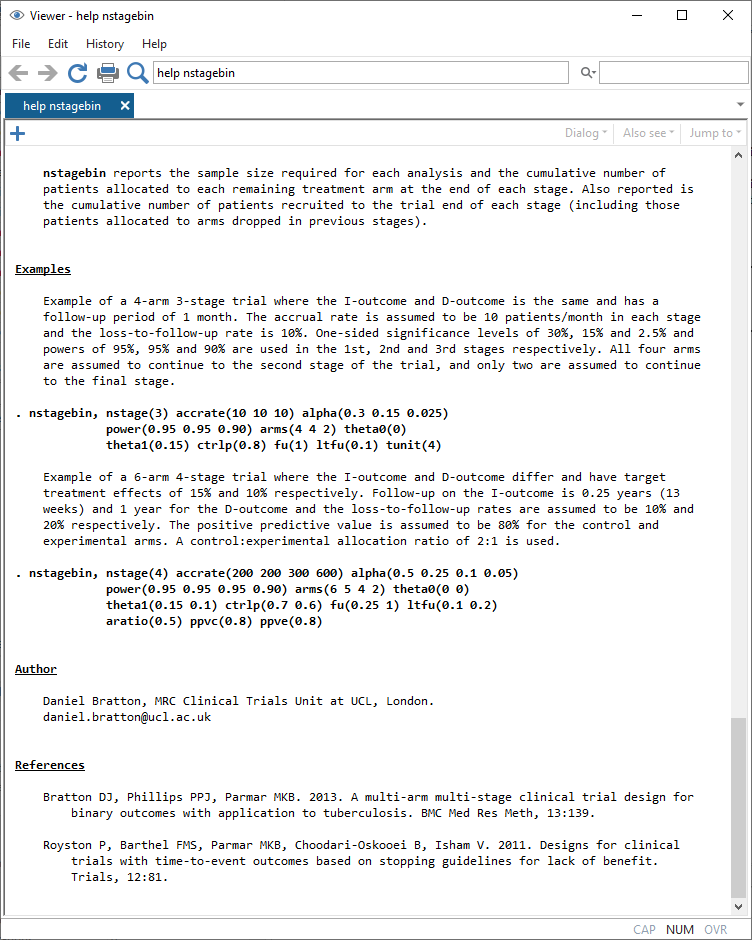 Viewer - help nstagebin
File Edit History Help
help nstagebin
help nstagebin
Dialog Also see Jump to
nstagebin reports the sample size required for each analysis and the cumulative number of
patients allocated to each remaining treatment arm at the end of each stage. Also reported is
the cumulative number of patients recruited to the trial end of each stage (including those
patients allocated to arms dropped in previous stages).
Examples
Example of a 4-arm 3-stage trial where the I-outcome and D-outcome is the same and has a
follow-up period of 1 month. The accrual rate is assumed to be 10 patients/month in each stage
and the loss-to-follow-up rate is 10%. One-sided significance levels of 30%, 15% and 2.5% and
powers of 95%, 95% and 90% are used in the 1st, 2nd and 3rd stages respectively. All four arms
are assumed to continue to the second stage of the trial, and only two are assumed to continue
to the final stage.
. nstagebin, nstage(3) accrate(10 10 10) alpha(0.3 0.15 0.025)
power(0.95 0.95 0.90) arms(4 4 2) theta0(0)
theta1(0.15) ctrlp(0.8) fu(1) ltfu(0.1) tunit(4)
Example of a 6-arm 4-stage trial where the I-outcome and D-outcome differ and have target
treatment effects of 15% and 10% respectively. Follow-up on the I-outcome is 0.25 years (13
weeks) and 1 year for the D-outcome and the loss-to-follow-up rates are assumed to be 10% and
20% respectively. The positive predictive value is assumed to be 80% for the control and
experimental arms. A control:experimental allocation ratio of 2:1 is used.
. nstagebin, nstage(4) accrate(200 200 300 600) alpha(0.5 0.25 0.1 0.05)
power(0.95 0.95 0.95 0.90) arms(6 5 4 2) theta0(0 0)
theta1(0.15 0.1) ctrlp(0.7 0.6) fu(0.25 1) ltfu(0.1 0.2)
aratio(0.5) ppvc(0.8) ppve(0.8)
Author
Daniel Bratton, MRC Clinical Trials Unit at UCL, London.
daniel.bratton@ucl.ac.uk
References
Bratton DJ, Phillips PPJ, Parmar MKB. 2013. A multi-arm multi-stage clinical trial design for
binary outcomes with application to tuberculosis. BMC Med Res Meth, 13:139.
Royston P, Barthel FMS, Parmar MKB, Choodari-Oskooei B, Isham V. 2011. Designs for clinical
trials with time-to-event outcomes based on stopping guidelines for lack of benefit.
Trials, 12:81.
CAP NUM OVR